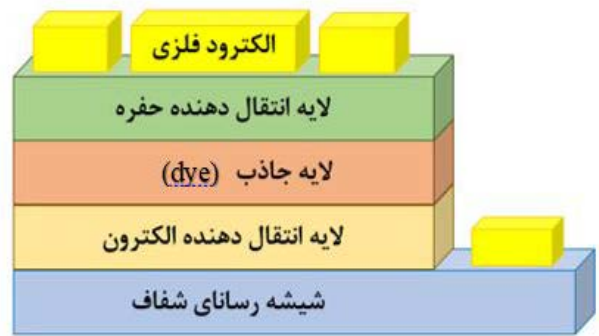 الکترود فلزی
لایه انتقال دهنده حفره
لایه جاذب (dye)
لایه انتقال دهنده الکترون
شیشه رسانای شفاف